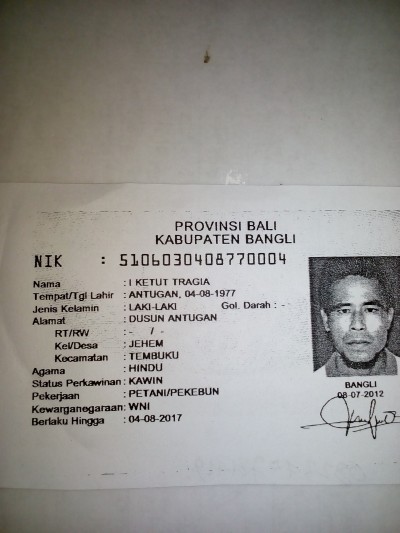 PROVINSI BALI
KABUPATEN BANGLI
NIK : 5106030408770004
Nama : I KETUT TRAGIA
Tempat/Tgl Lahir : ANTUGAN, 04-08-1977
Jenis Kelamin : LAKI-LAKI Gol. Darah : -
Alamat : DUSUN ANTUGAN
RT/RW : - / -
Kel/Desa : JEHEM
Kecamatan : TEMBUKU
Agama : HINDU
Status Perkawinan : KAWIN
Pekerjaan : PETANI/PEKEBUN
Kewarganegaraan: WNI
Berlaku Hingga : 04-08-2017
BANGLI
08-07-2012